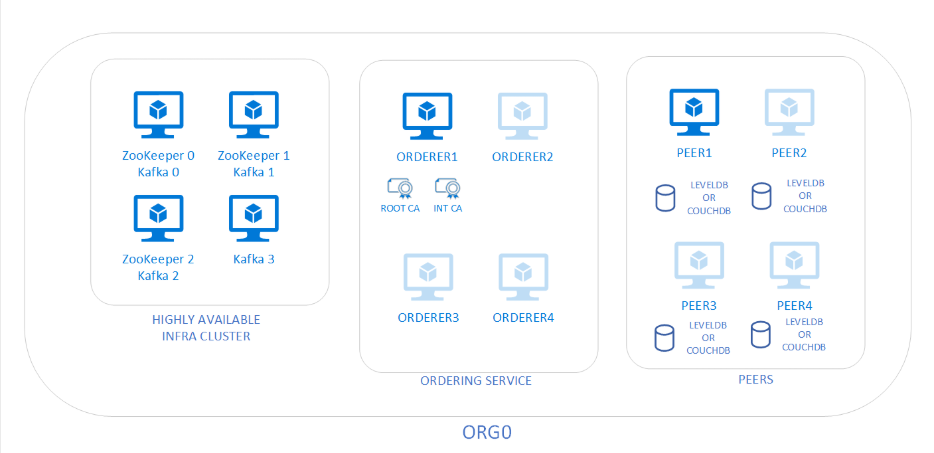 ZooKeeper 0
Kafka 0
ZooKeeper 1
Kafka 1
ZooKeeper 2
Kafka 2
Kafka 3
HIGHLY AVAILABLE
INFRA CLUSTER
ORDERER1
ORDERER2
ROOT CA
INT CA
ORDERER3
ORDERER4
ORDERING SERVICE
PEER1
PEER2
LEVELDB
OR
COUCHDB
LEVELDB
OR
COUCHDB
PEER3
PEER4
LEVELDB
OR
COUCHDB
LEVELDB
OR
COUCHDB
PEERS
ORG0